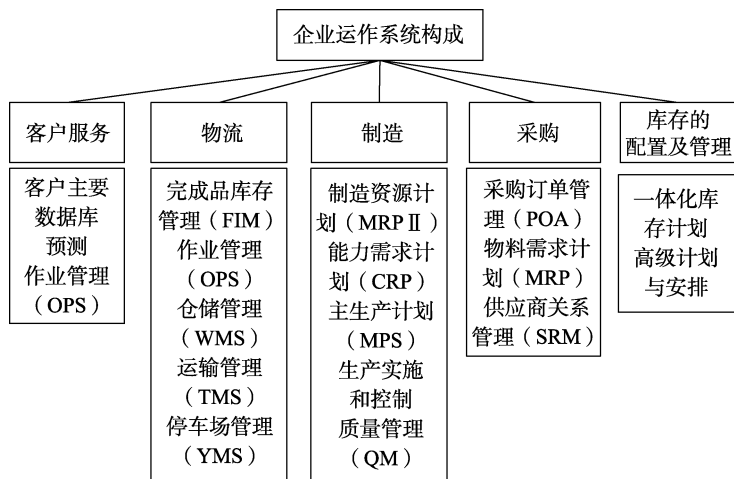 企业运作系统构成
客户服务
客户主要
数据库
预测
作业管理
（OPS）
物流
完成品库存
管理（FIM）
作业管理
（OPS）
仓储管理
（WMS）
运输管理
（TMS）
停车场管理
（YMS）
制造
制造资源计
划（MRPⅡ）
能力需求计
划（CRP）
主生产计划
（MPS）
生产实施
和控制
质量管理
（QM）
采购
采购订单管
理（POA）
物料需求计
划（MRP）
供应商关系
管理（SRM）
库存的
配置及管理
一体化库
存计划
高级计划
与安排